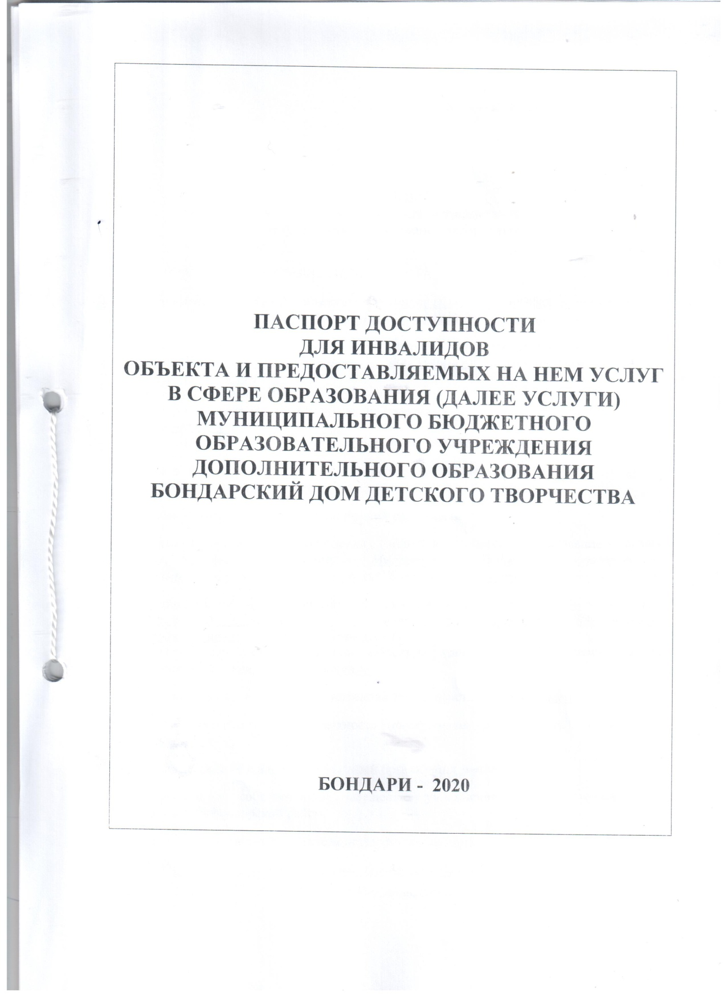 ПАСПОРТ ДОСТУПНОСТИ
ДЛЯ ИНВАЛИДОВ
ОБЪЕКТА И ПРЕДОСТАВЛЯЕМЫХ НА НЕМ УСЛУГ
В СФЕРЕ ОБРАЗОВАНИЯ (ДАЛЕЕ УСЛУГИ)
МУНИЦИПАЛЬНОГО БЮДЖЕТНОГО
ОБРАЗОВАТЕЛЬНОГО УЧРЕЖДЕНИЯ
ДОПОЛНИТЕЛЬНОГО ОБРАЗОВАНИЯ
БОНДАРСКИЙ ДОМ ДЕТСКОГО ТВОРЧЕСТВА
БОНДАРИ - 2020